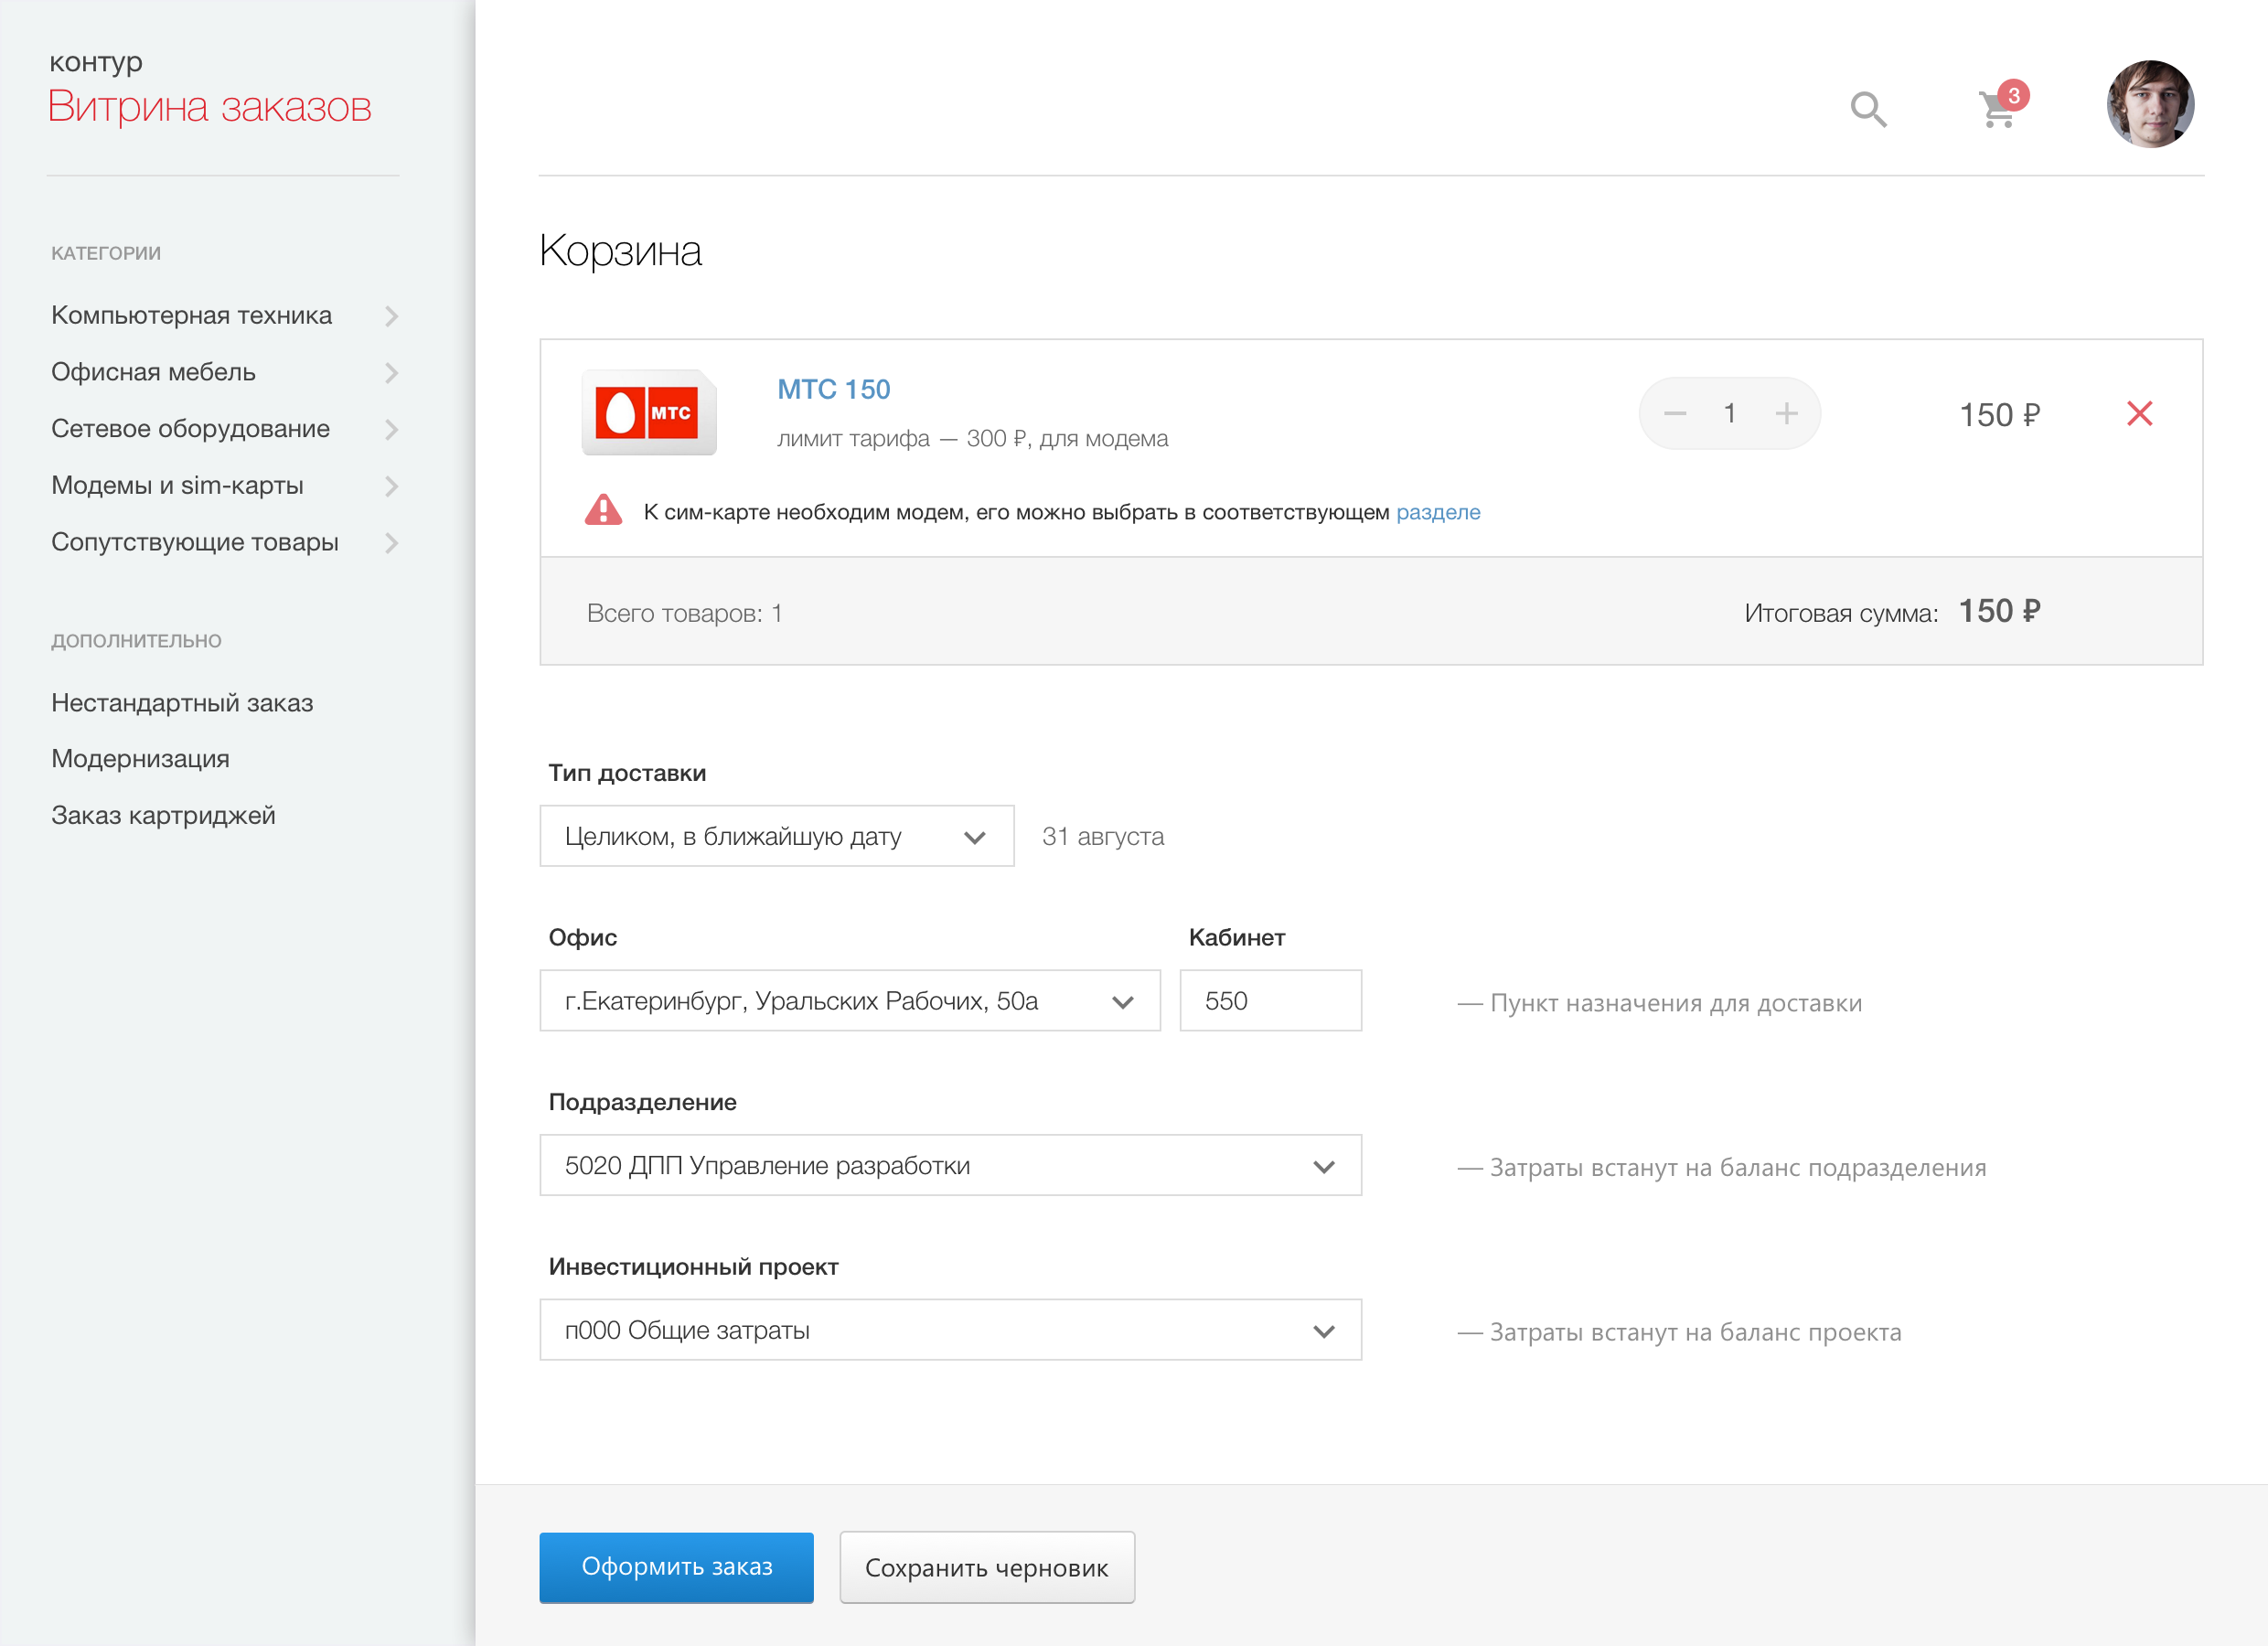 контур
Витрина заказов
3
КАТЕГОРИИ
Компьютерная техника
Офисная мебель
Сетевое оборудование
Модемы и sim-карты
Сопутствующие товары
ДОПОЛНИТЕЛЬНО
Нестандартный заказ
Модернизация
Заказ картриджей
Корзина
МТС
МТС 150
1
150 ₽
лимит тарифа — 300 ₽, для модема
К сим-карте необходим модем, его можно выбрать в соответствующем разделе
Всего товаров: 1
Итоговая сумма: 150 ₽
Тип доставки
Целиком, в ближайшую дату
31 августа
Офис
Кабинет
г.Екатеринбург, Уральских Рабочих, 50а
550
— Пункт назначения для доставки
Подразделение
5020 ДПП Управление разработки
— Затраты встанут на баланс подразделения
Инвестиционный проект
п000 Общие затраты
— Затраты встанут на баланс проекта
Оформить заказ
Сохранить черновик